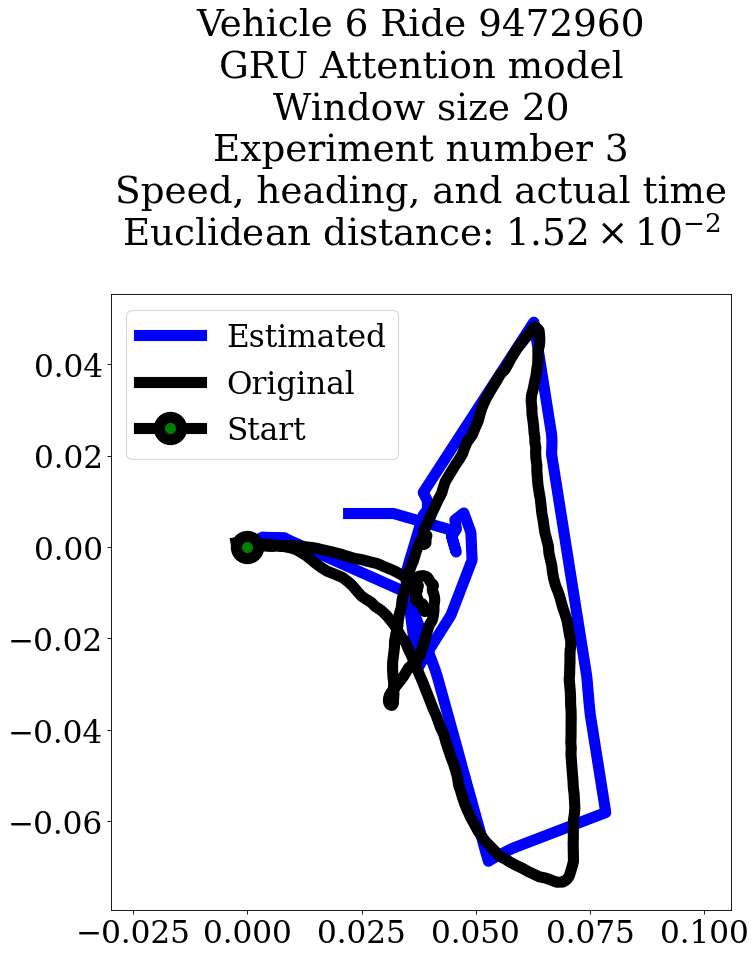 Vehicle 6 Ride 9472960
GRU Attention model
Window size 20
Experiment number 3
Speed, heading, and actual time
Euclidean distance: 1.52 × 10⁻²
Estimated
Original
Start
0.04
0.02
0.00
−0.02
−0.04
−0.06
−0.025 0.000 0.025 0.050 0.075 0.100